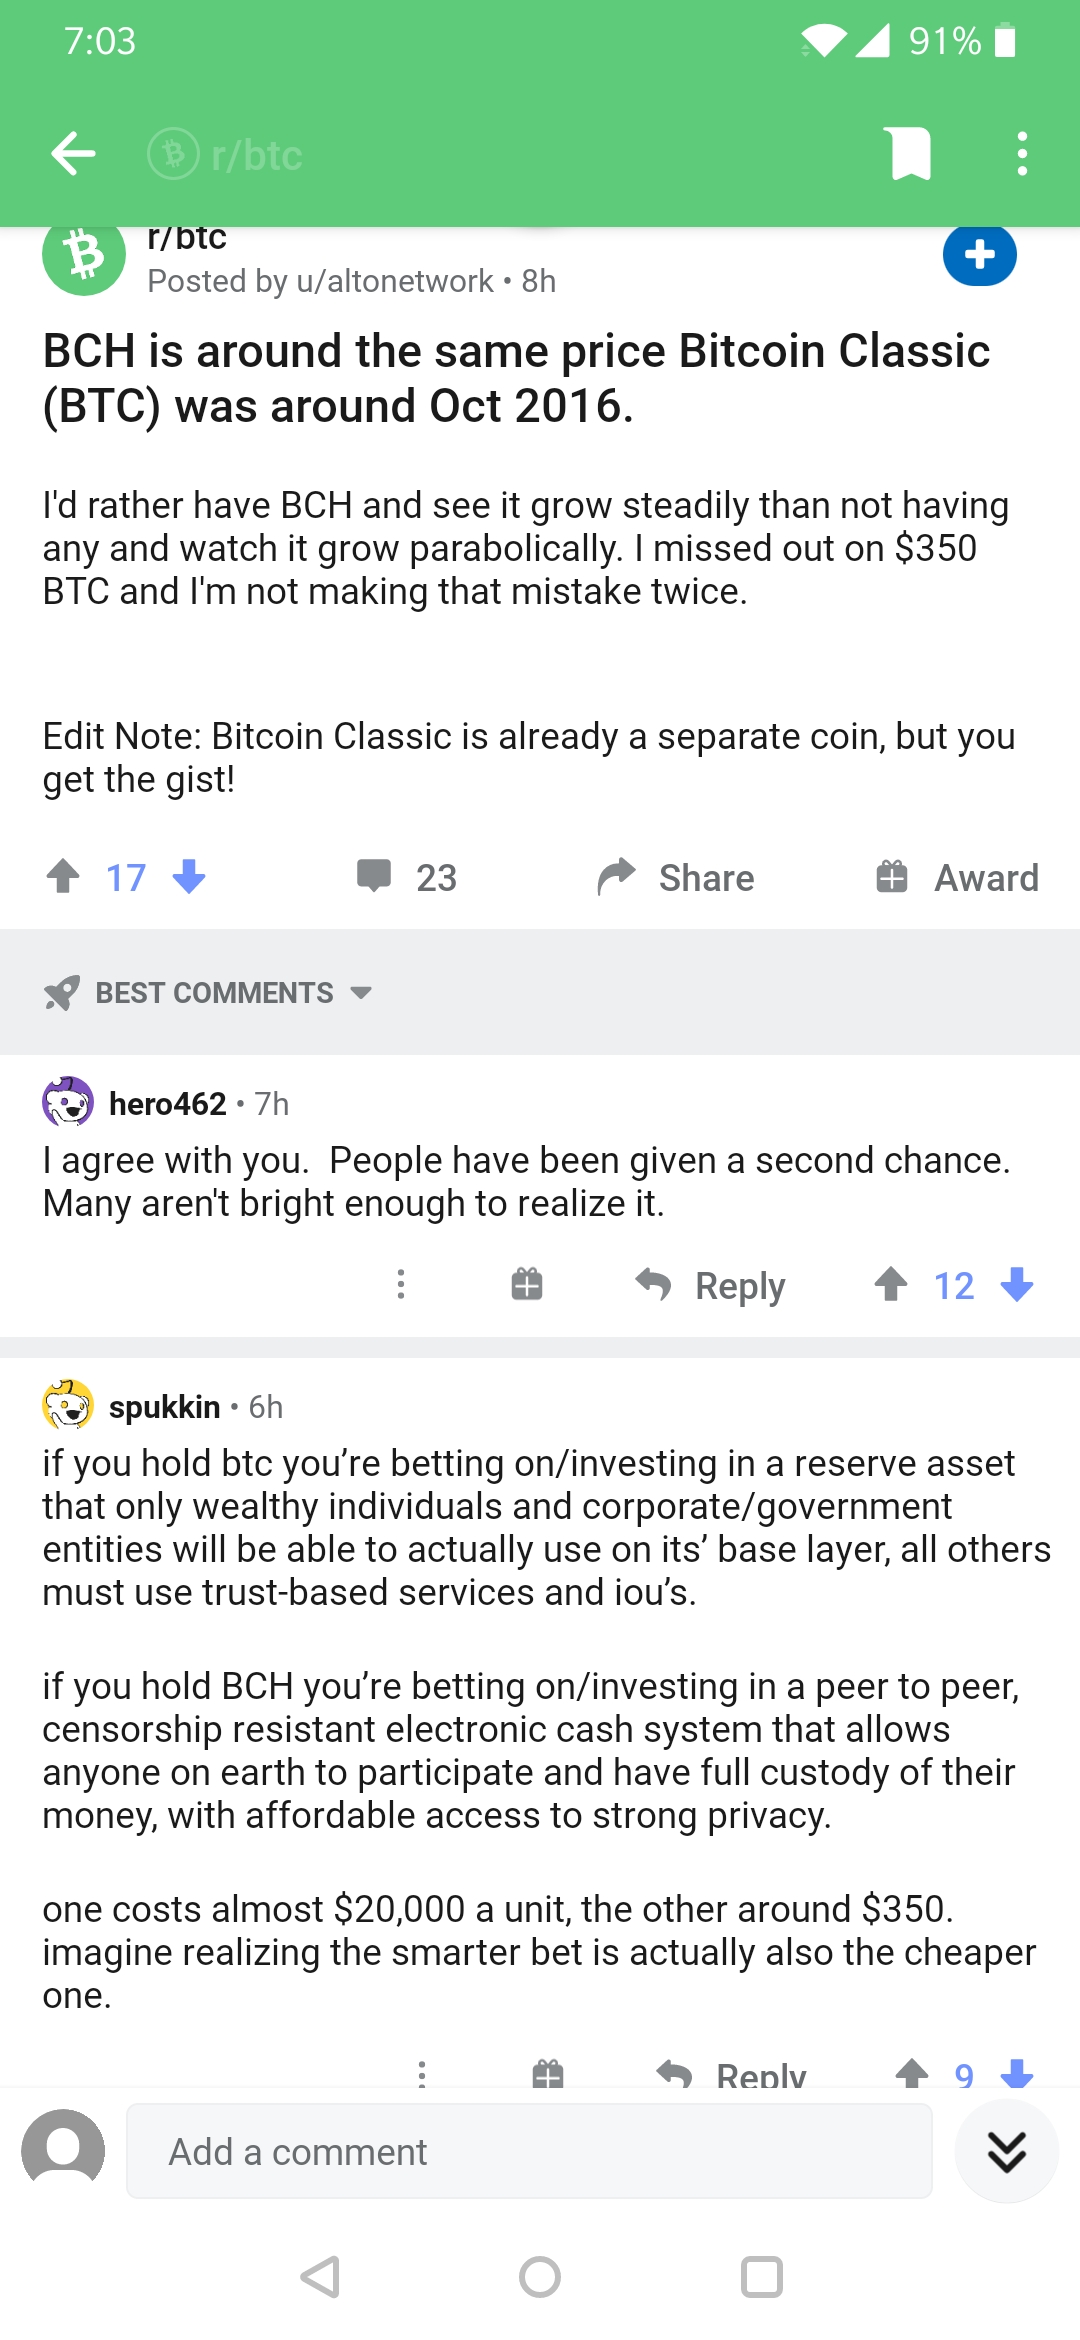 7:03
91%
r/btc
r/btc
Posted by u/altonetwork • 8h
BCH is around the same price Bitcoin Classic
(BTC) was around Oct 2016.
I'd rather have BCH and see it grow steadily than not having
any and watch it grow parabolically. I missed out on $350
BTC and I'm not making that mistake twice.
Edit Note: Bitcoin Classic is already a separate coin, but you
get the gist!
17
23
Share
Award
BEST COMMENTS
hero462 • 7h
I agree with you.  People have been given a second chance.
Many aren't bright enough to realize it.
Reply
12
spukkin • 6h
if you hold btc you’re betting on/investing in a reserve asset
that only wealthy individuals and corporate/government
entities will be able to actually use on its’ base layer, all others
must use trust-based services and iou’s.
if you hold BCH you’re betting on/investing in a peer to peer,
censorship resistant electronic cash system that allows
anyone on earth to participate and have full custody of their
money, with affordable access to strong privacy.
one costs almost $20,000 a unit, the other around $350.
imagine realizing the smarter bet is actually also the cheaper
one.
Reply
9
Add a comment